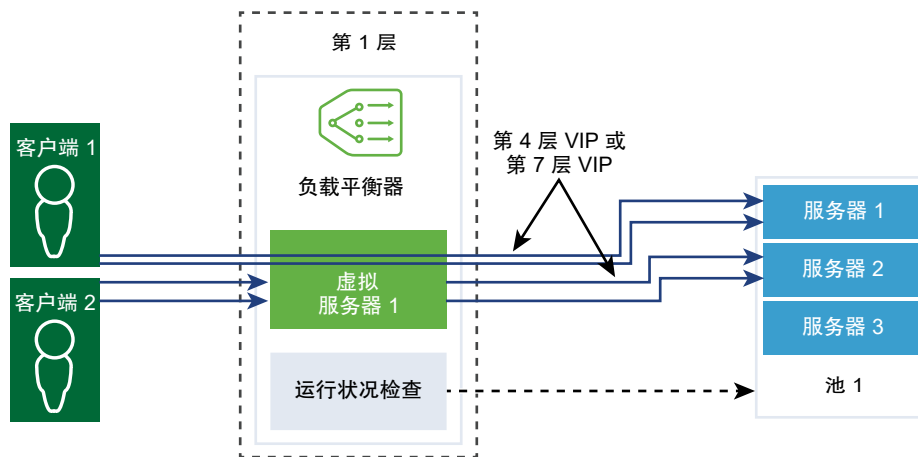 第 1 层
客户端 1
负载平衡器
第 4 层 VIP 或
第 7 层 VIP
服务器 1
虚拟
服务器 1
服务器 2
客户端 2
服务器 3
运行状况检查
池 1